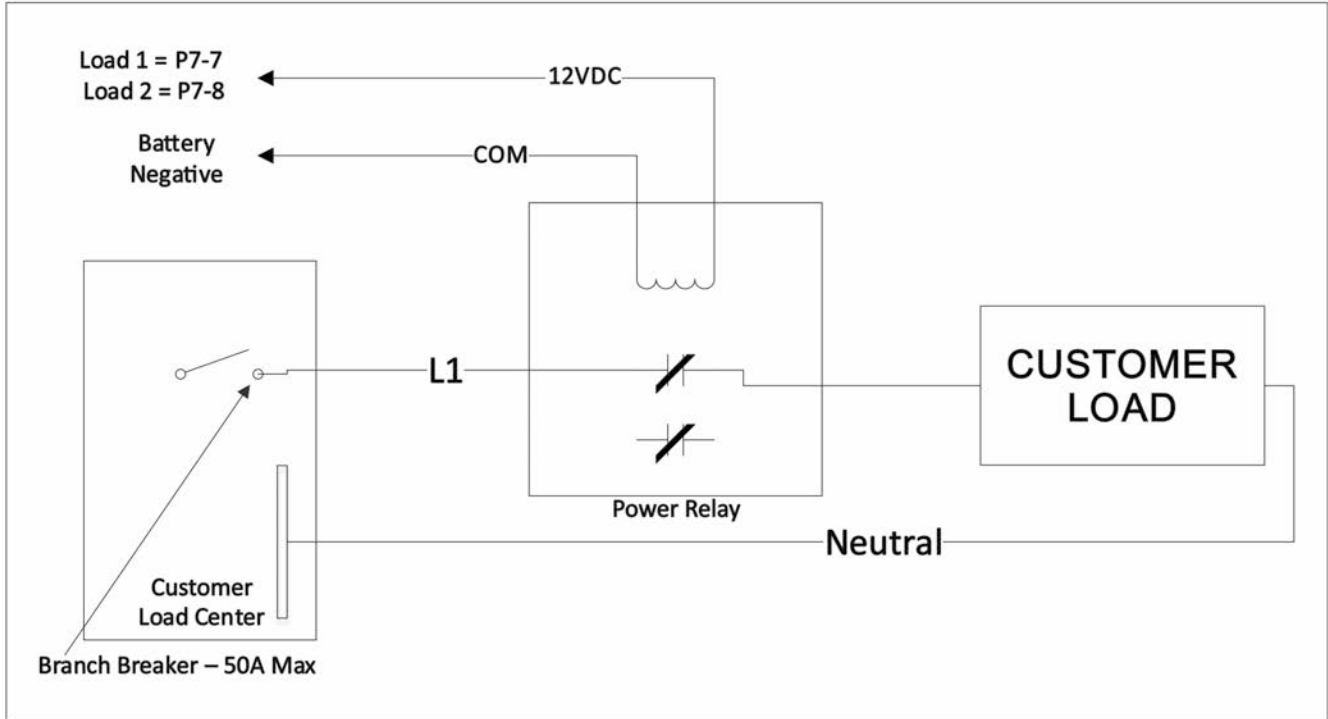 Load 1 = P7-7
Load 2 = P7-8
12VDC
Battery
Negative
COM
L1
CUSTOMER
LOAD
Power Relay
Neutral
Customer
Load Center
Branch Breaker – 50A Max